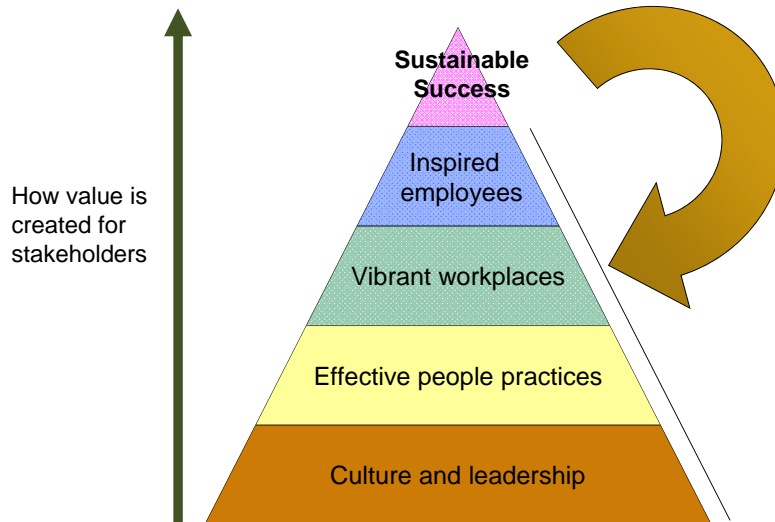 Sustainable
Success
Inspired
employees
How value is
created for
stakeholders
Vibrant workplaces
Effective people practices
Culture and leadership